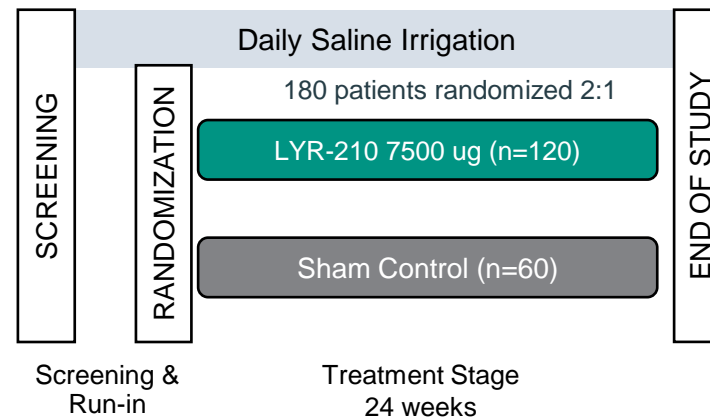 Daily Saline Irrigation
SCREENING
RANDOMIZATION
180 patients randomized 2:1
LYR-210 7500 ug (n=120)
Sham Control (n=60)
END OF STUDY
Screening &
Run-in
Treatment Stage
24 weeks